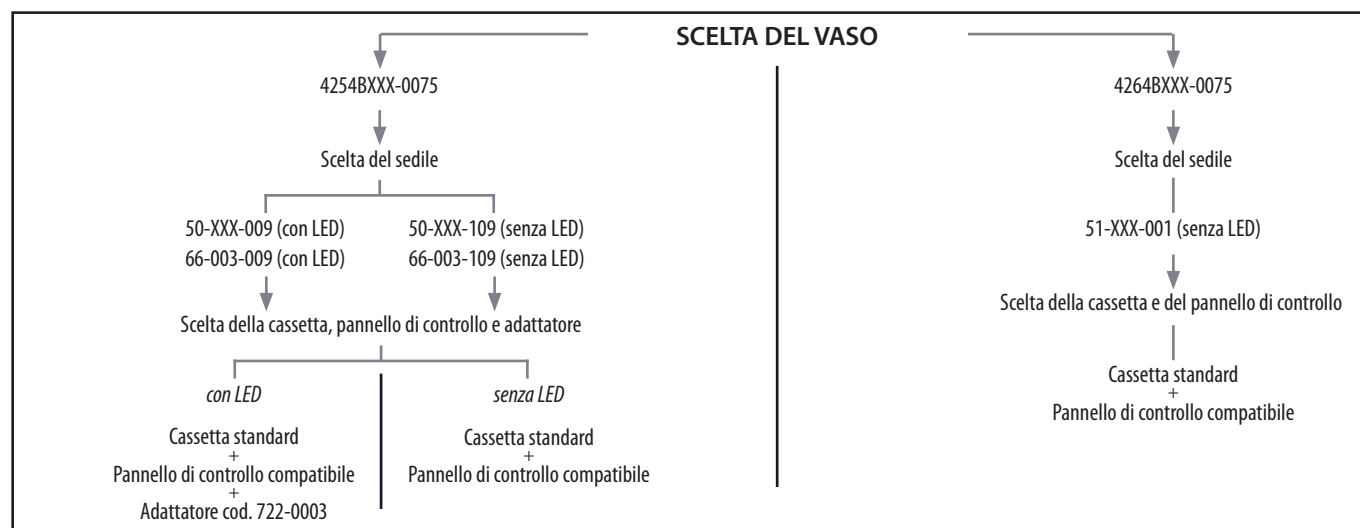 SCELTA DEL VASO
4254BXXX-0075
Scelta del sedile
50-XXX-009 (con LED)
66-003-009 (con LED)
50-XXX-109 (senza LED)
66-003-109 (senza LED)
Scelta della cassetta, pannello di controllo e adattatore
con LED
Cassetta standard
+
Pannello di controllo compatibile
+
Adattatore cod. 722-0003
senza LED
Cassetta standard
+
Pannello di controllo compatibile
4264BXXX-0075
Scelta del sedile
51-XXX-001 (senza LED)
Scelta della cassetta e del pannello di controllo
Cassetta standard
+
Pannello di controllo compatibile